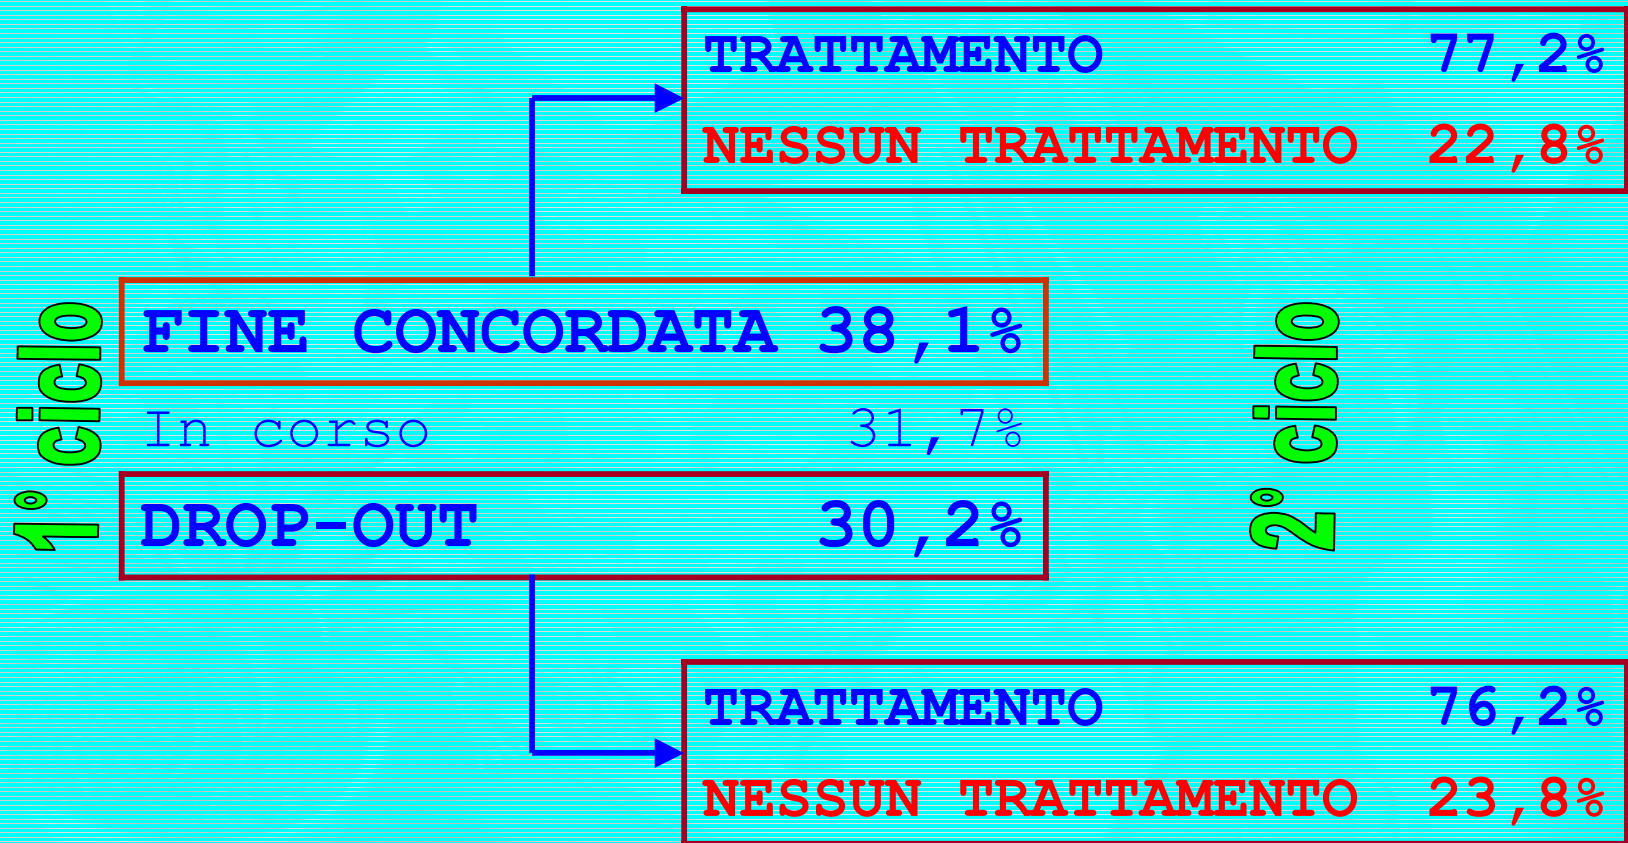 TRATTAMENTO 77,2%
NESSUN TRATTAMENTO 22,8%
1° ciclo
FINE CONCORDATA 38,1%
In corso 31,7%
DROP-OUT 30,2%
2° ciclo
TRATTAMENTO 76,2%
NESSUN TRATTAMENTO 23,8%